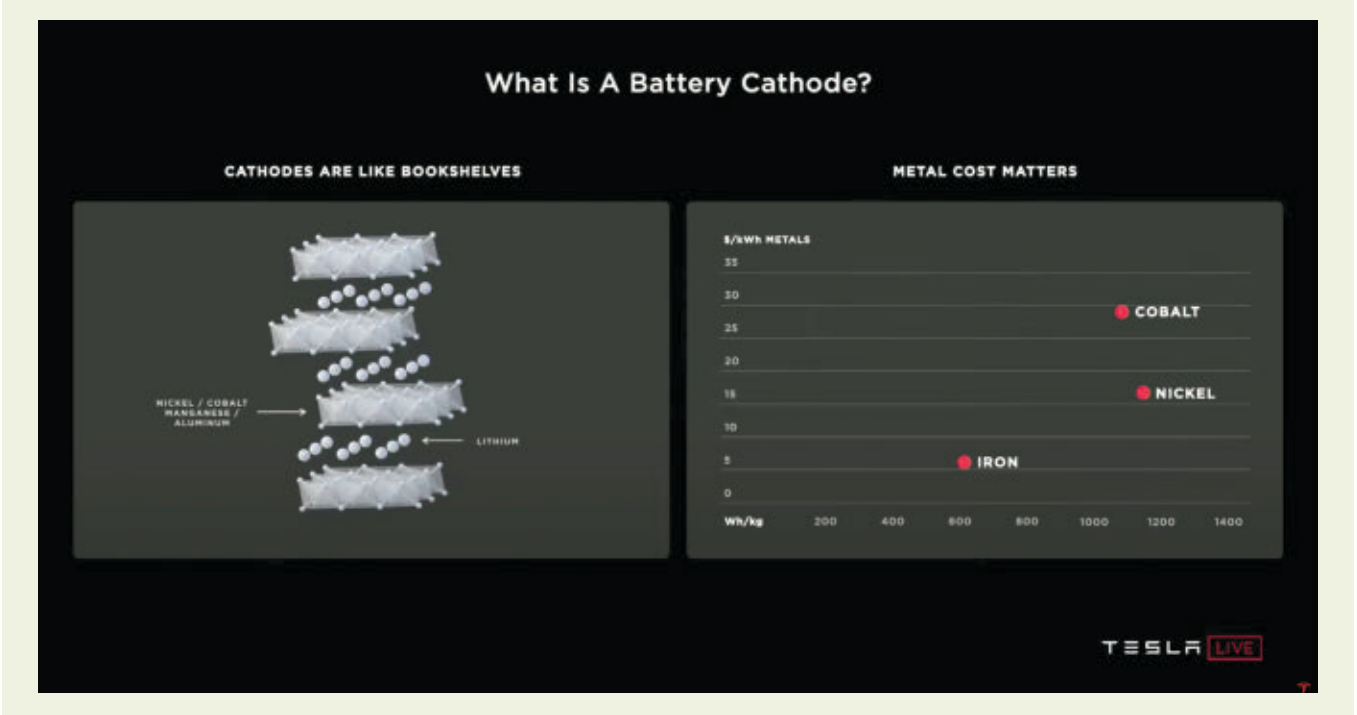 What Is A Battery Cathode?
CATHODES ARE LIKE BOOKSHELVES
NICKEL / COBALT
MANGANESE /
ALUMINUM
LITHIUM
METAL COST MATTERS
$/kWh METALS
35
30
25
20
15
10
5
0
COBALT
NICKEL
IRON
Wh/kg 200 400 600 800 1000 1200 1400
TESLA LIVE